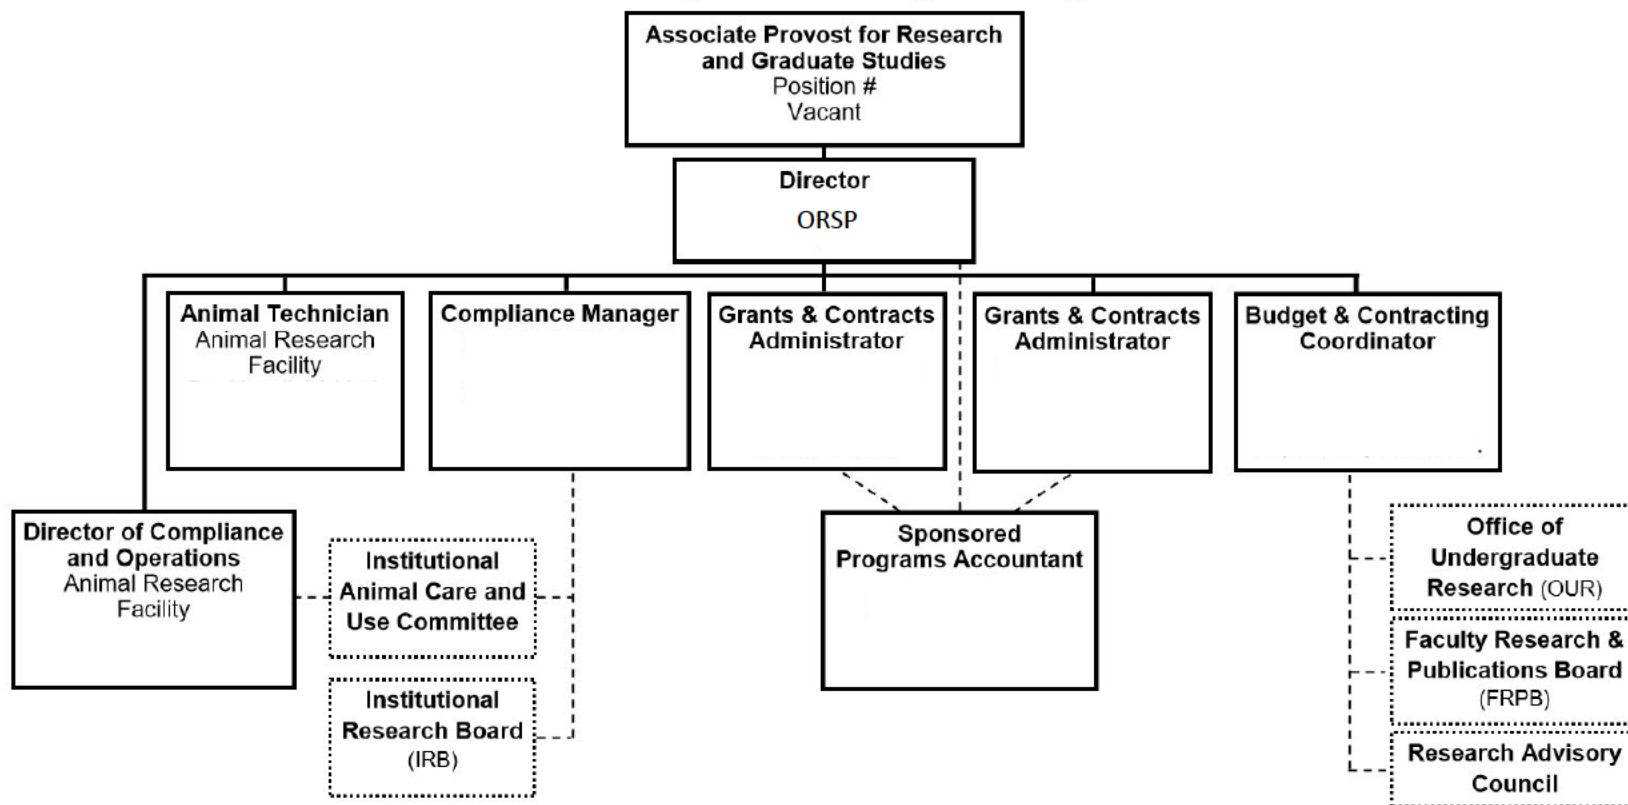 Associate Provost for Research
and Graduate Studies
Position #
Vacant
Director
ORSP
Animal Technician
Animal Research
Facility
Compliance Manager
Grants & Contracts
Administrator
Grants & Contracts
Administrator
Budget & Contracting
Coordinator
Director of Compliance
and Operations
Animal Research
Facility
Institutional
Animal Care and
Use Committee
Institutional
Research Board
(IRB)
Sponsored
Programs Accountant
Office of
Undergraduate
Research (OUR)
Faculty Research &
Publications Board
(FRPB)
Research Advisory
Council